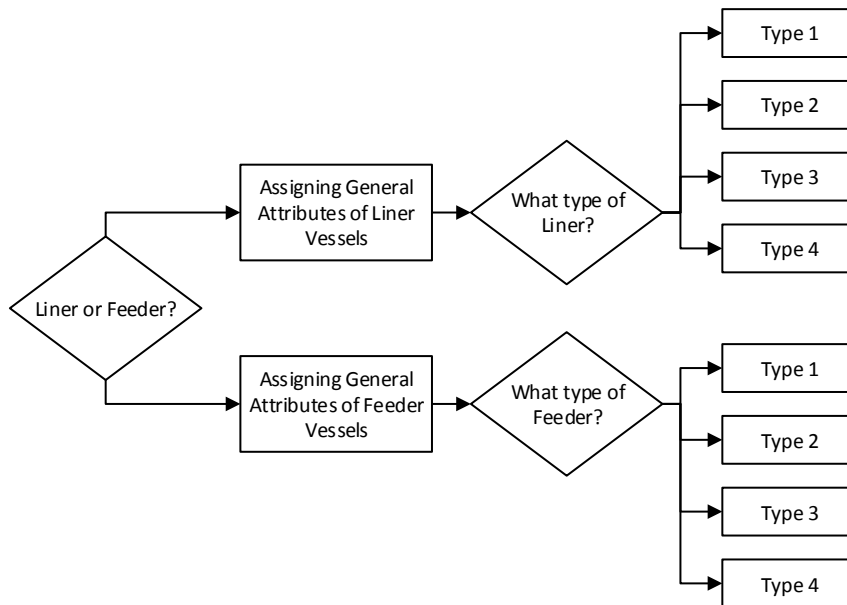 Liner or Feeder?
Assigning General
Attributes of Liner
Vessels
What type of
Liner?
Type 1
Type 2
Type 3
Type 4
Assigning General
Attributes of Feeder
Vessels
What type of
Feeder?
Type 1
Type 2
Type 3
Type 4